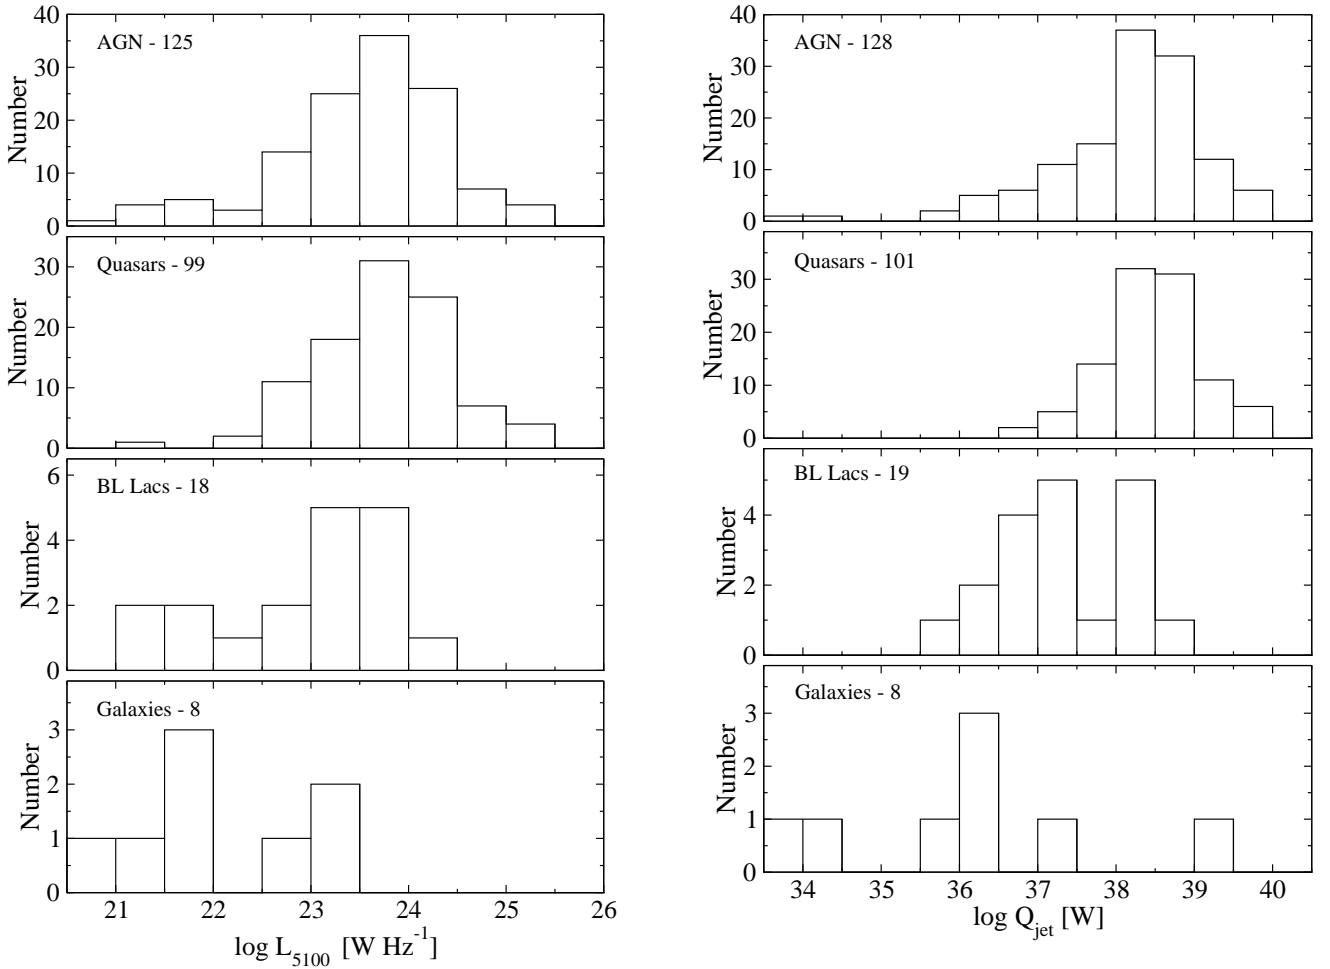 40
AGN - 125
30
20
10
0
Number
Quasars - 99
30
20
10
0
Number
BL Lacs - 18
6
4
2
0
Number
Galaxies - 8
3
2
1
0
Number
21 22 23 24 25 26
log L5100 [W Hz-1]
40
AGN - 128
30
20
10
0
Number
Quasars - 101
30
20
10
0
Number
BL Lacs - 19
4
2
0
Number
Galaxies - 8
3
2
1
0
Number
34 35 36 37 38 39 40
log Qjet [W]